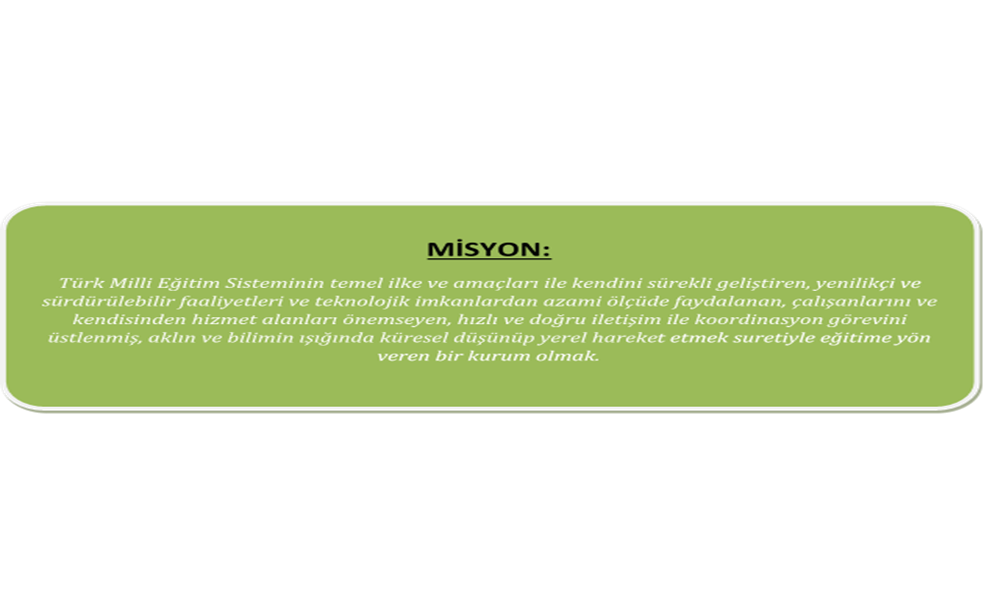 MİSYON:
Türk Milli Eğitim Sisteminin temel ilke ve amaçları ile kendini sürekli geliştiren, yenilikçi ve
sürdürülebilir faaliyetleri ve teknolojik imkanlardan azami ölçüde faydalanan, çalışanlarını ve
kendisinden hizmet alanları önemseyen, hızlı ve doğru iletişim ile koordinasyon görevini
üstlenmiş, aklın ve bilimin ışığında küresel düşünüp yerel hareket etmek suretiyle eğitime yön
veren bir kurum olmak.